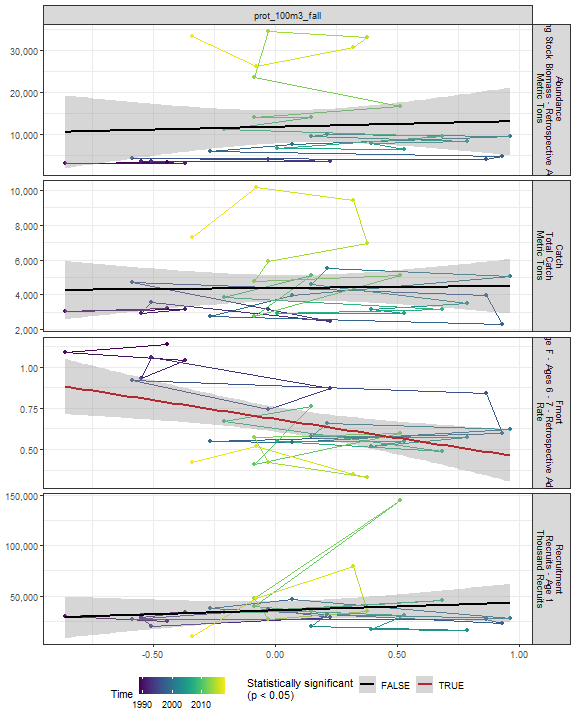 prot_100m3_fall
30,000
20,000
10,000
Abundance
ng Stock Biomass - Retrospective A
Metric Tons
10,000
8,000
6,000
4,000
2,000
Catch
Total Catch
Metric Tons
1.00
0.75
0.50
Fmort
ge F - Ages 6 - 7 - Retrospective Ad
Rate
150,000
100,000
50,000
Recruitment
Recruits - Age 1
Thousand Recruits
-0.50 0.00 0.50 1.00
Time
1990 2000 2010
Statistically significant
(p < 0.05)
FALSE TRUE